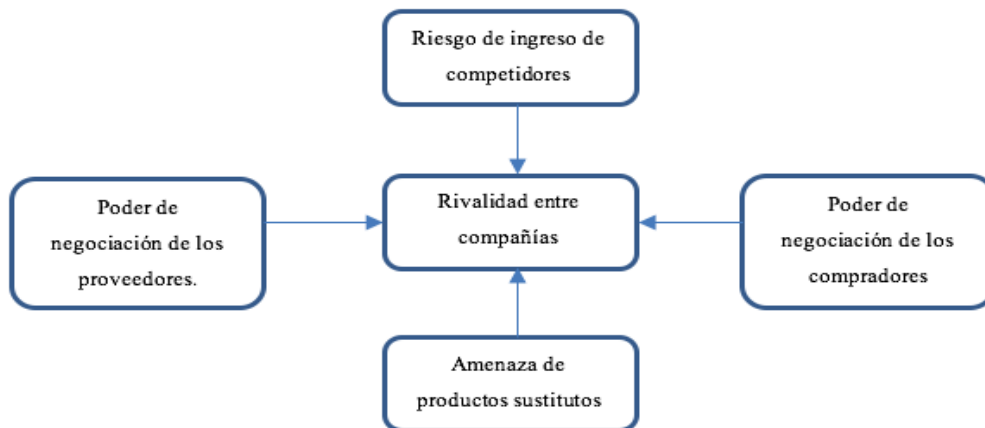 Riesgo de ingreso de
competidores
Poder de
negociación de los
proveedores.
Rivalidad entre
compañías
Poder de
negociación de los
compradores
Amenaza de
productos sustitutos